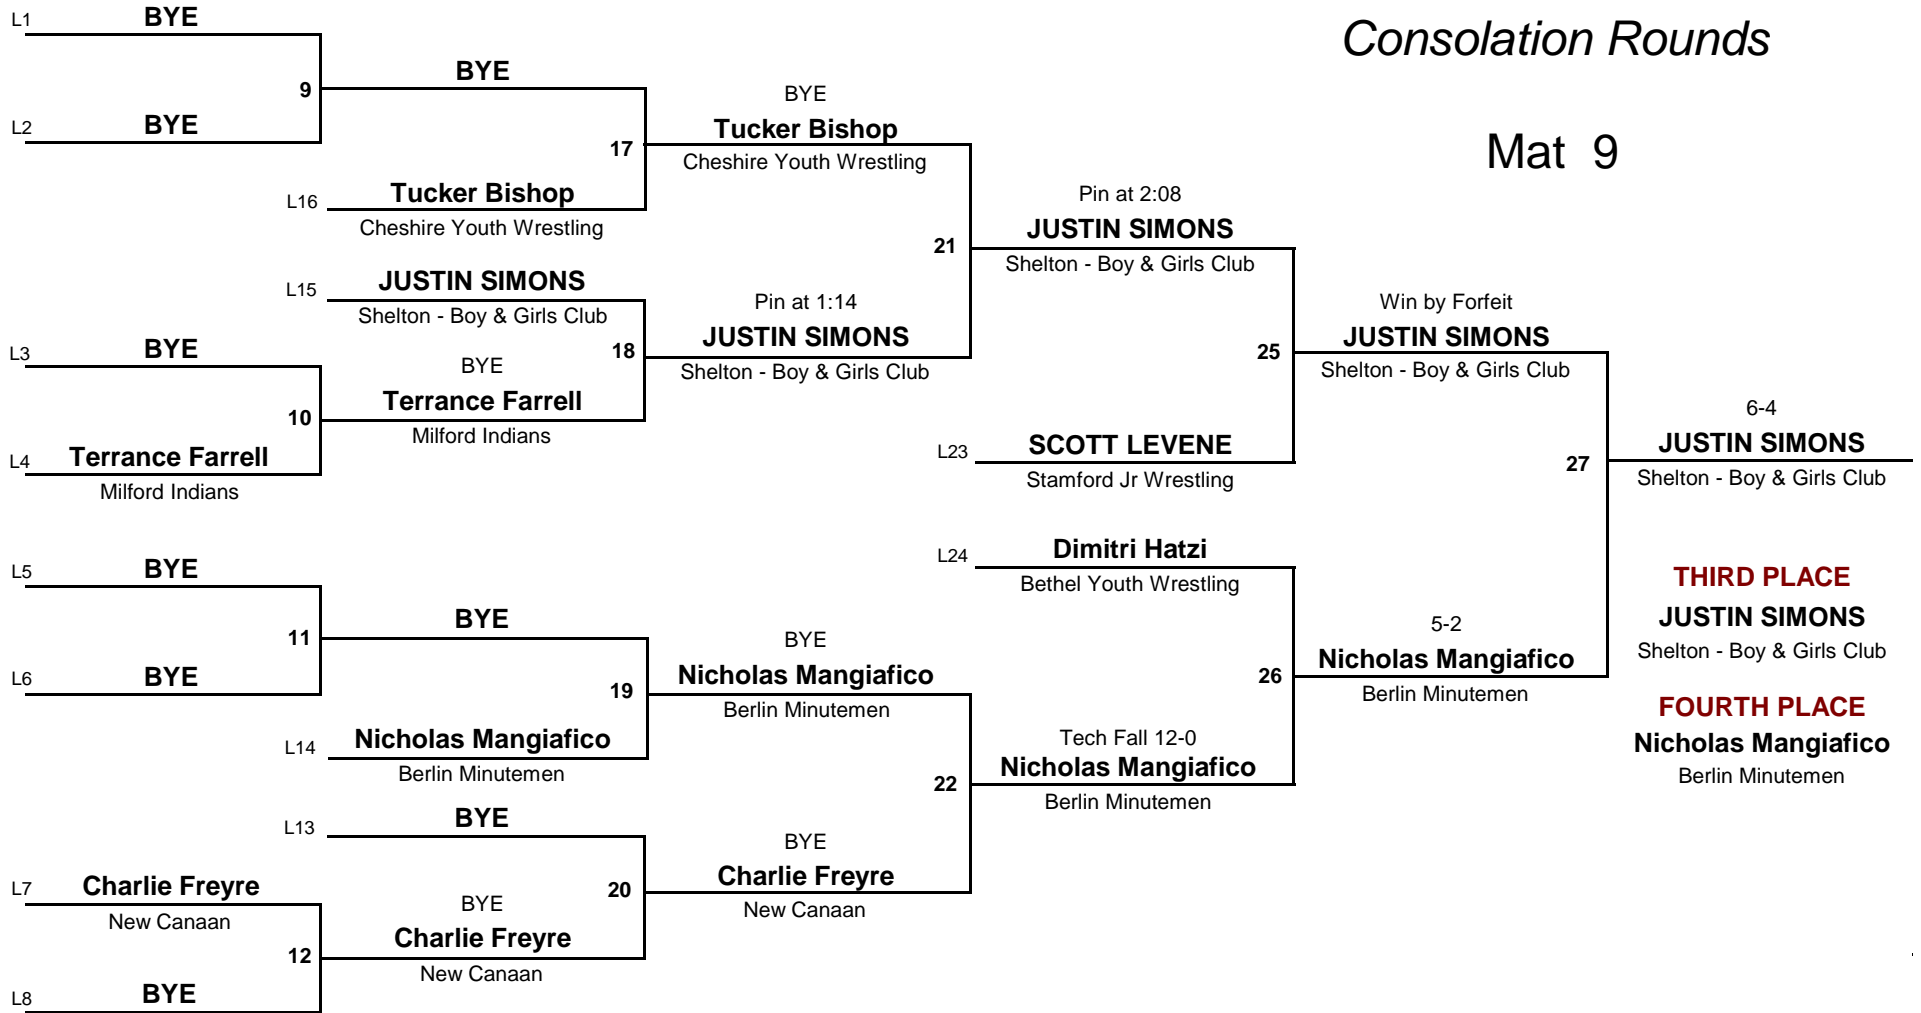 Consolation Rounds
Mat 9
L1 BYE
9
L2 BYE
BYE
17
L16 Tucker Bishop
Cheshire Youth Wrestling
BYE
Tucker Bishop
Cheshire Youth Wrestling
L15 JUSTIN SIMONS
Shelton - Boy & Girls Club
18
L3 BYE
10
L4 Terrance Farrell
Milford Indians
BYE
Terrance Farrell
Milford Indians
Pin at 1:14
JUSTIN SIMONS
Shelton - Boy & Girls Club
21
Pin at 2:08
JUSTIN SIMONS
Shelton - Boy & Girls Club
25
L23 SCOTT LEVENE
Stamford Jr Wrestling
Win by Forfeit
JUSTIN SIMONS
Shelton - Boy & Girls Club
27
6-4
JUSTIN SIMONS
Shelton - Boy & Girls Club
L5 BYE
11
L6 BYE
BYE
19
L14 Nicholas Mangiafico
Berlin Minutemen
BYE
Nicholas Mangiafico
Berlin Minutemen
L13 BYE
20
L7 Charlie Freyre
New Canaan
12
L8 BYE
BYE
Charlie Freyre
New Canaan
BYE
Charlie Freyre
New Canaan
22
L24 Dimitri Hatzi
Bethel Youth Wrestling
26
Tech Fall 12-0
Nicholas Mangiafico
Berlin Minutemen
5-2
Nicholas Mangiafico
Berlin Minutemen
THIRD PLACE
JUSTIN SIMONS
Shelton - Boy & Girls Club
FOURTH PLACE
Nicholas Mangiafico
Berlin Minutemen